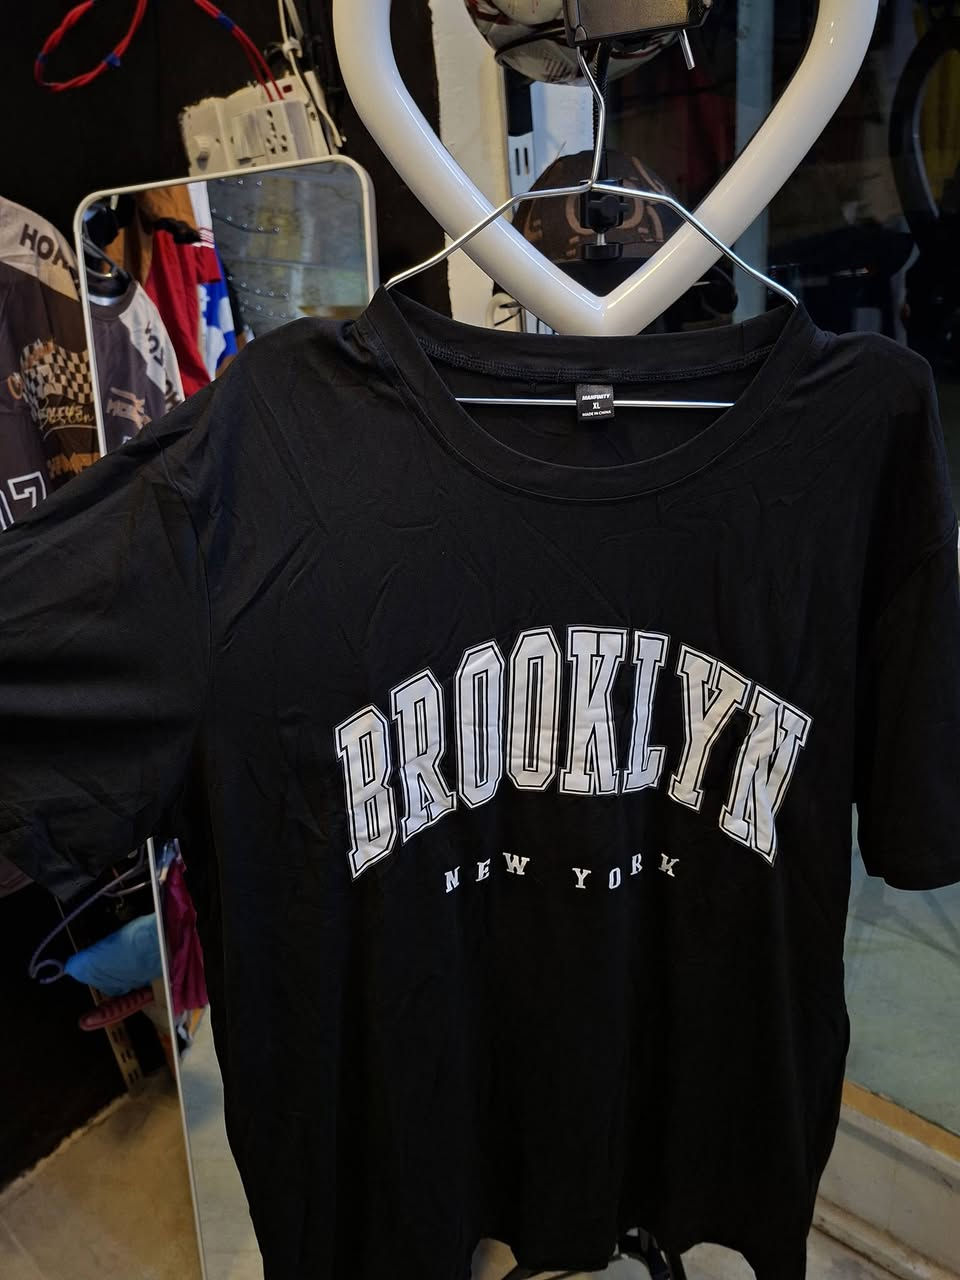 MANFINITY
XL
MADE IN CHINA
BROOKLYN
NEW YORK